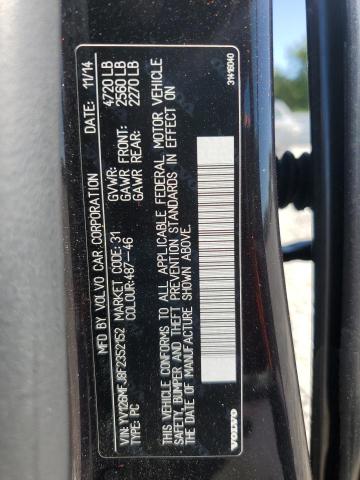 MFD BY VOLVO CAR CORPORATION
DATE: 11/14
GVWR: 4720 LB
GAWR FRONT: 2560 LB
GAWR REAR: 2270 LB
VIN: YV126MFJ8F2352152
TYPE: PC
MARKET CODE: 31
COLOUR:487-46
THIS VEHICLE CONFORMS TO ALL APPLICABLE FEDERAL MOTOR VEHICLE
SAFETY, BUMPER AND THEFT PREVENTION STANDARDS IN EFFECT ON
THE DATE OF MANUFACTURE SHOWN ABOVE.
VOLVO
31416040